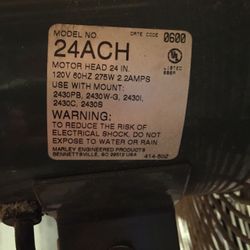 MODEL NO. DATE CODE 0600
24ACH
MOTOR HEAD 24 IN.
120V 60HZ 275W 2.2AMPS
USE WITH MOUNT:
2430PB, 2430W-G, 2430I,
2430C, 2430S
UL
LISTED
WARNING:
TO REDUCE THE RISK OF
ELECTRICAL SHOCK, DO NOT
EXPOSE TO WATER OR RAIN
MARLEY ENGINEERED PRODUCTS
BENNETTSVILLE, SC 29512 USA